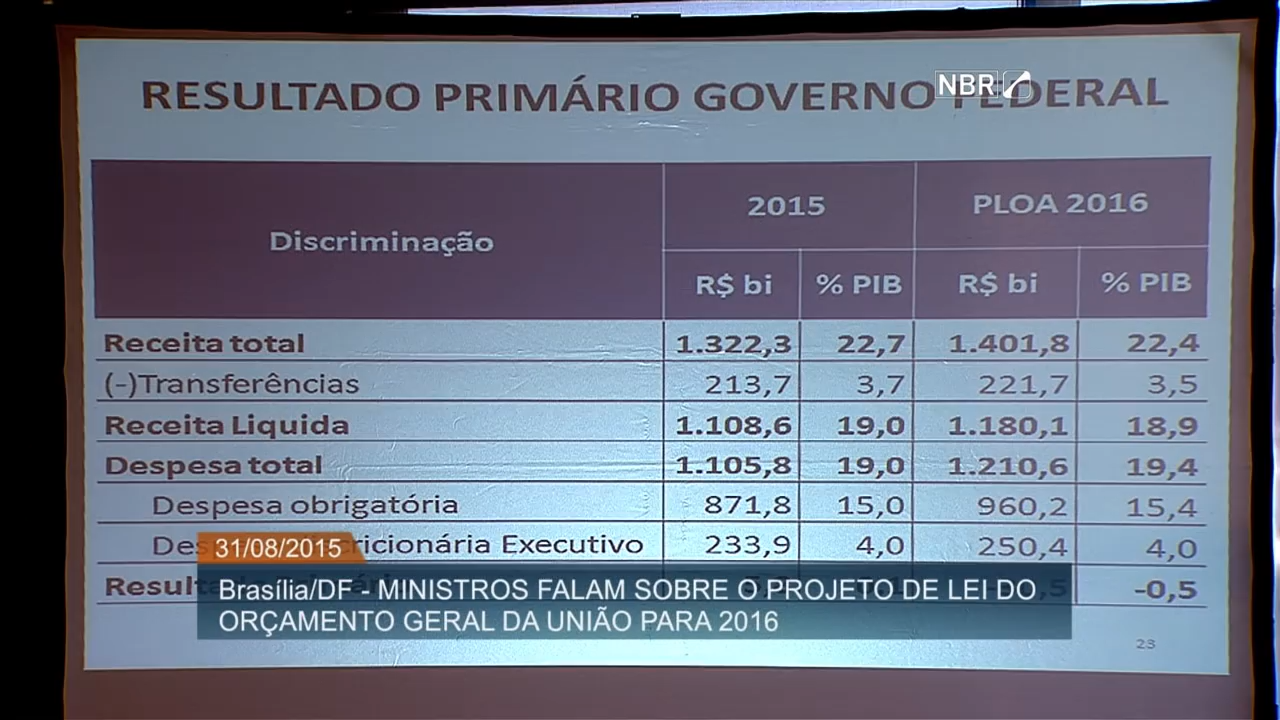 RESULTADO PRIMÁRIO GOVERNO FEDERAL
NBR
Discriminação 2015 PLOA 2016
R$ bi % PIB R$ bi % PIB
Receita total 1.322,3 22,7 1.401,8 22,4
(-)Transferências 213,7 3,7 221,7 3,5
Receita Liquida 1.108,6 19,0 1.180,1 18,9
Despesa total 1.105,8 19,0 1.210,6 19,4
Despesa obrigatória 871,8 15,0 960,2 15,4
Executivo 233,9 4,0 250,4 4,0
-0,5
31/08/2015
Brasília/DF - MINISTROS FALAM SOBRE O PROJETO DE LEI DO
ORÇAMENTO GERAL DA UNIÃO PARA 2016
23